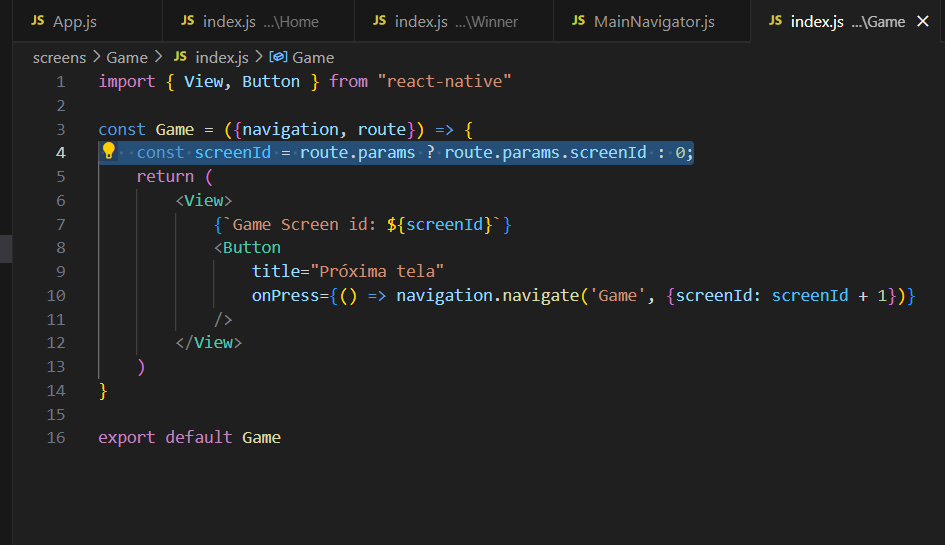 JS App.js JS index.js ...\Home JS index.js ...\Winner JS MainNavigator.js JS index.js ...\Game ✕
screens > Game > JS index.js > Game
1 import { View, Button } from "react-native"
2
3 const Game = ({navigation, route}) => {
4 const screenId = route.params ? route.params.screenId : 0;
5 return (
6 <View>
7 {`Game Screen id: ${screenId}`}
8 <Button
9 title="Próxima tela"
10 onPress={() => navigation.navigate('Game', {screenId: screenId + 1})}
11 />
12 </View>
13 )
14 }
15
16 export default Game